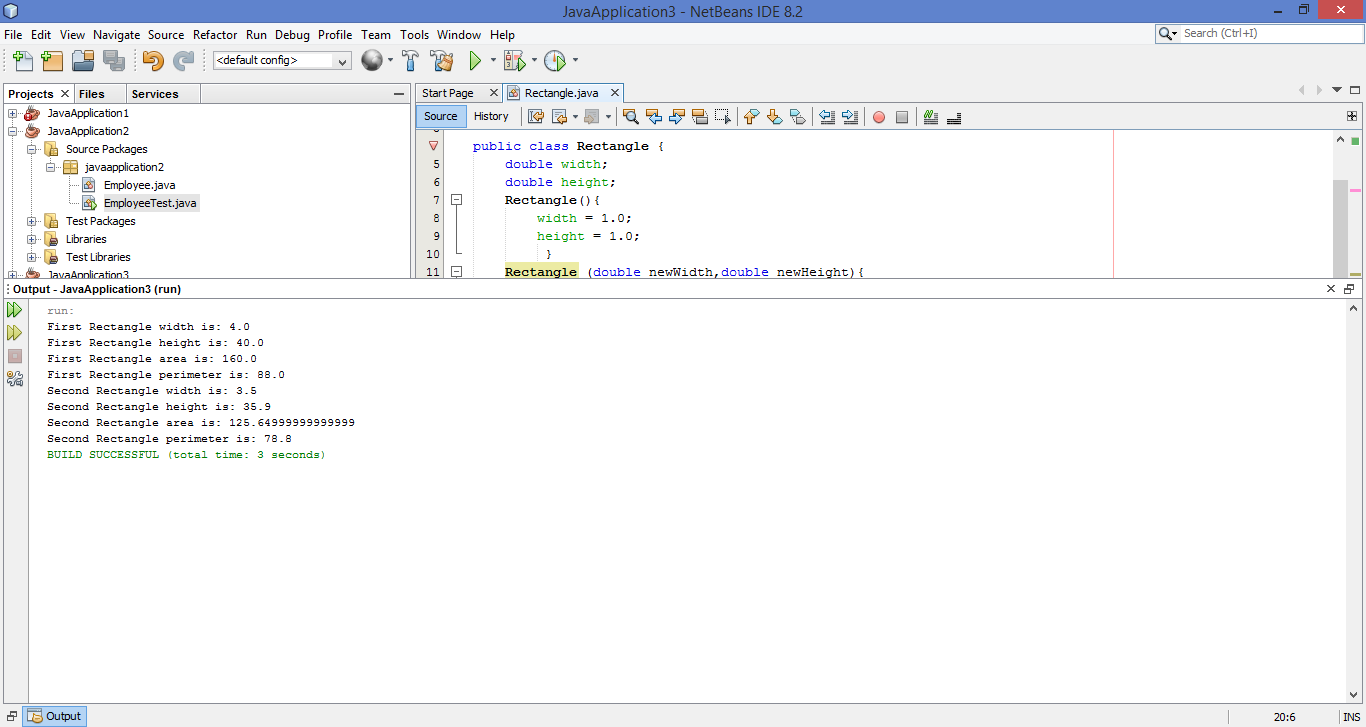 JavaApplication3 - NetBeans IDE 8.2
File Edit View Navigate Source Refactor Run Debug Profile Team Tools Window Help
Search (Ctrl+I)
<default config>
Projects Files Services
JavaApplication1
JavaApplication2
Source Packages
javaapplication2
Employee.java
EmployeeTest.java
Test Packages
Libraries
Test Libraries
JavaApplication3
Start Page Rectangle.java
Source History
public class Rectangle {
5 double width;
6 double height;
7 Rectangle(){
8 width = 1.0;
9 height = 1.0;
10 }
11 Rectangle (double newWidth,double newHeight){
Output - JavaApplication3 (run)
run:
First Rectangle width is: 4.0
First Rectangle height is: 40.0
First Rectangle area is: 160.0
First Rectangle perimeter is: 88.0
Second Rectangle width is: 3.5
Second Rectangle height is: 35.9
Second Rectangle area is: 125.64999999999999
Second Rectangle perimeter is: 78.8
BUILD SUCCESSFUL (total time: 3 seconds)
Output
20:6 INS